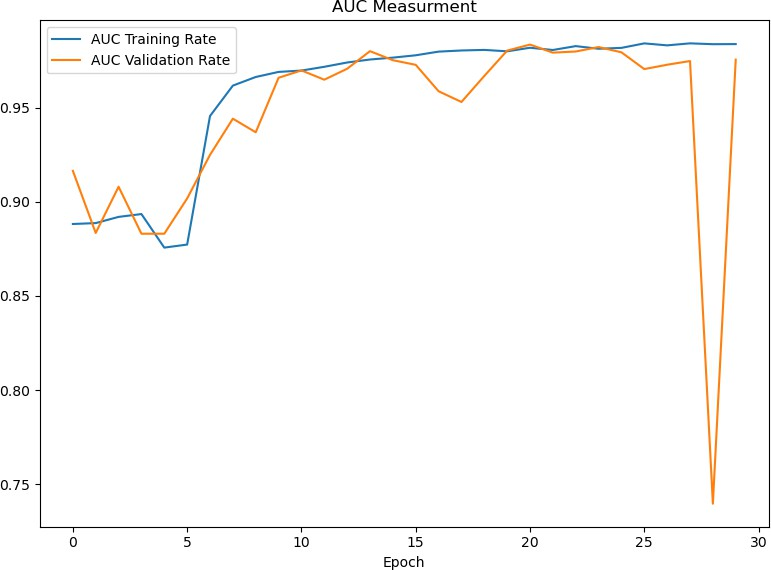 AUC Measurment
AUC Training Rate
AUC Validation Rate
0.95
0.90
0.85
0.80
0.75
0 5 10 15 20 25 30
Epoch